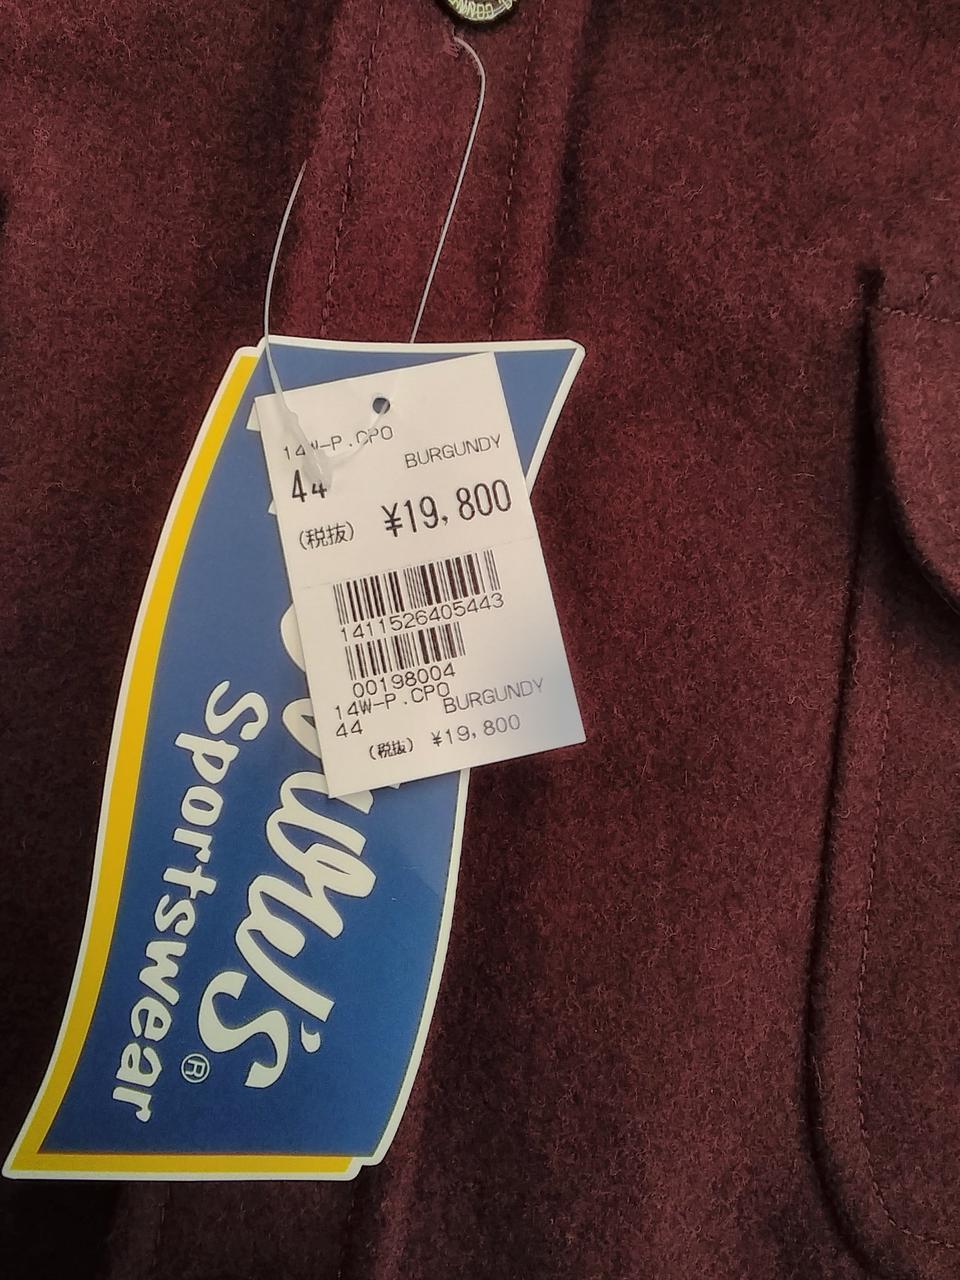 14W-P.CPO
BURGUNDY
44
(税抜) ¥19,800
1411526405443
00198004
14W-P.CPO
BURGUNDY
44
(税抜) ¥19,800
Sportswear
®